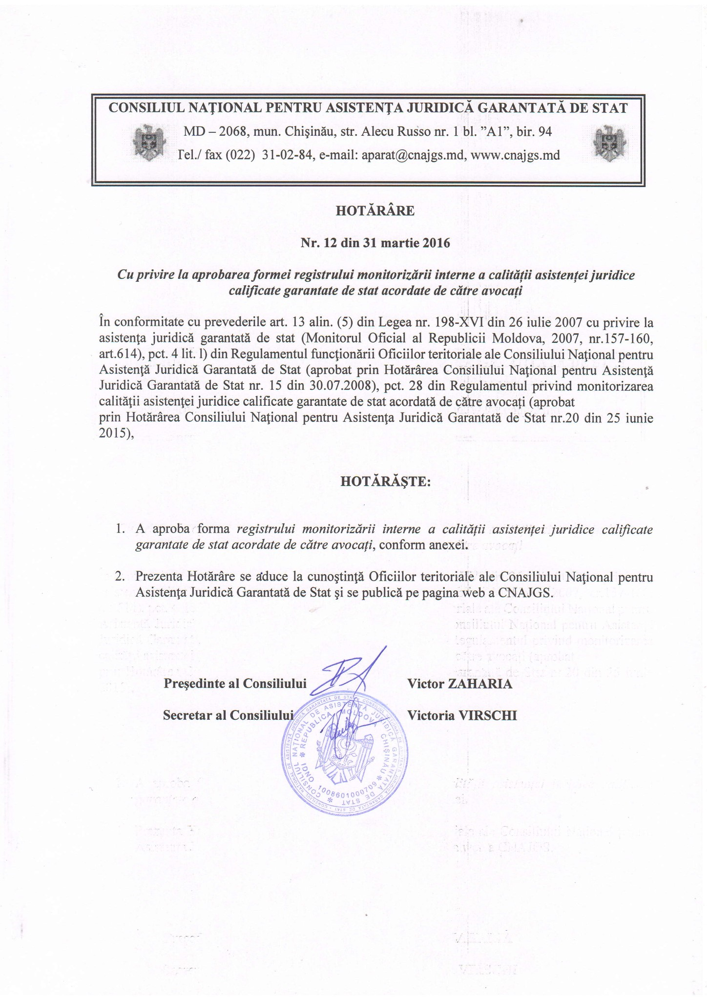 CONSILIUL NAŢIONAL PENTRU ASISTENŢA JURIDICĂ GARANTATĂ DE STAT
MD – 2068, mun. Chişinău, str. Alecu Russo nr. 1 bl. ”A1”, bir. 94
Tel./ fax (022) 31-02-84, e-mail: aparat@cnajgs.md, www.cnajgs.md
HOTĂRÂRE
Nr. 12 din 31 martie 2016
Cu privire la aprobarea formei registrului monitorizării interne a calității asistenței juridice
calificate garantate de stat acordate de către avocați
În conformitate cu prevederile art. 13 alin. (5) din Legea nr. 198-XVI din 26 iulie 2007 cu privire la
asistenţa juridică garantată de stat (Monitorul Oficial al Republicii Moldova, 2007, nr.157-160,
art.614), pct. 4 lit. l) din Regulamentul funcţionării Oficiilor teritoriale ale Consiliului Naţional pentru
Asistenţă Juridică Garantată de Stat (aprobat prin Hotărârea Consiliului Naţional pentru Asistenţă
Juridică Garantată de Stat nr. 15 din 30.07.2008), pct. 28 din Regulamentul privind monitorizarea
calităţii asistenţei juridice calificate garantate de stat acordată de către avocați (aprobat
prin Hotărârea Consiliului Naţional pentru Asistenţa Juridică Garantată de Stat nr.20 din 25 iunie
2015),
HOTĂRĂŞTE:
1. A aproba forma registrului monitorizării interne a calității asistenței juridice calificate
garantate de stat acordate de către avocați, conform anexei.
2. Prezenta Hotărâre se aduce la cunoştinţă Oficiilor teritoriale ale Consiliului Naţional pentru
Asistenţa Juridică Garantată de Stat şi se publică pe pagina web a CNAJGS.
Preşedinte al Consiliului Victor ZAHARIA
Secretar al Consiliului Victoria VIRSCHI
CONSILIUL NAŢIONAL DE ASISTENŢĂ JURIDICĂ GARANTATĂ DE STAT
REPUBLICA MOLDOVA CHIŞINĂU
IDNO 1008601000709